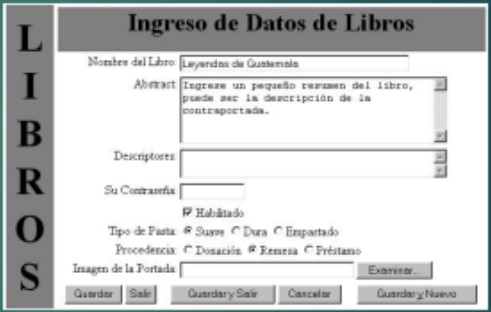 LIBROS
Ingreso de Datos de Libros
Nombre del Libro: Leyendas de Guatemala
Abstract: Ingrese un pequeño resumen del libro,
puede ser la descripción de la
contraportada.
Descriptores:
Su Contraseña:
Habilitado
Tipo de Pasta: Suave Dura Empastado
Procedencia: Donación Remesa Préstamo
Imagen de la Portada: Examinar...
Guardar Salir Guardar y Salir Cancelar Guardar y Nuevo